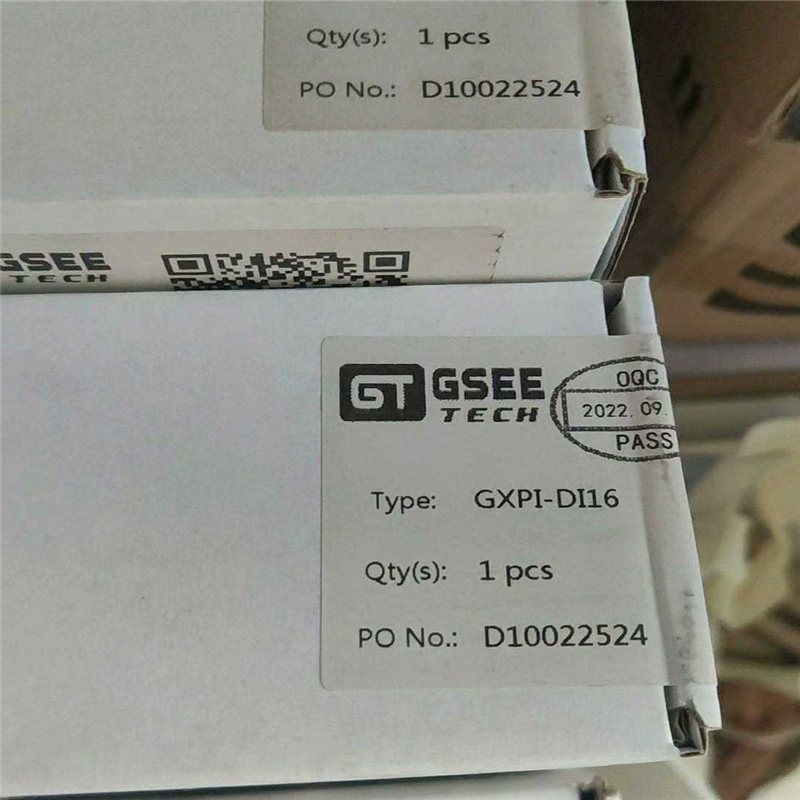 Qty(s): 1 pcs
PO No.: D10022524
GSEE
TECH
GT GSEE
TECH
OQC
2022. 09.
PASS
Type: GXPI-DI16
Qty(s): 1 pcs
PO No.: D10022524